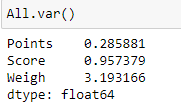 All.var()
Points    0.285881
Score     0.957379
Weigh     3.193166
dtype: float64